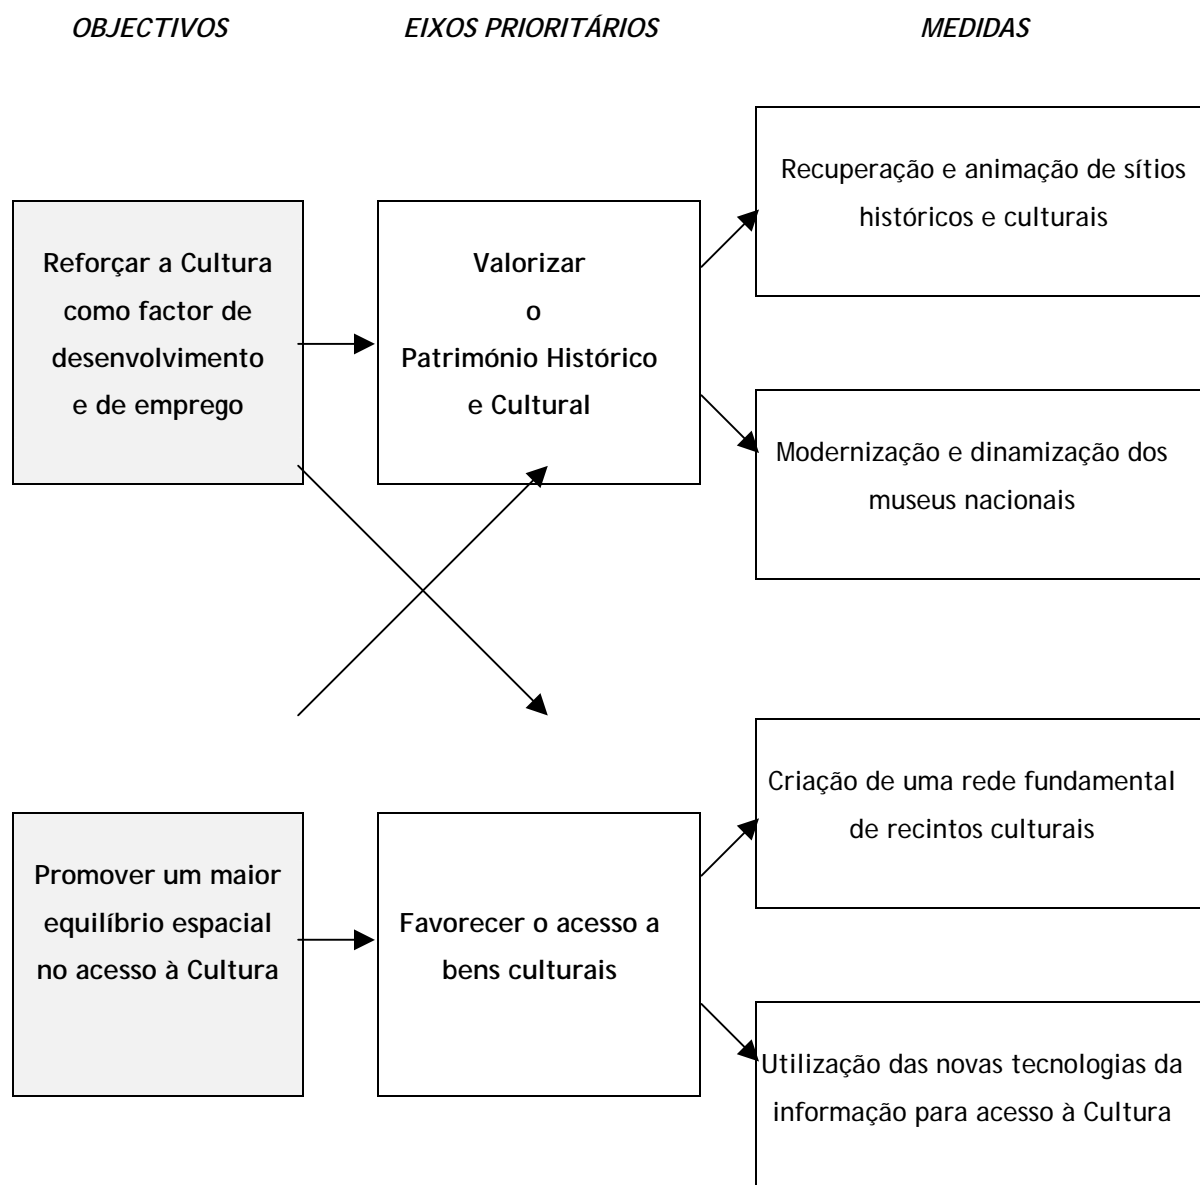 OBJECTIVOS
EIXOS PRIORITÁRIOS
MEDIDAS
Reforçar a Cultura
como factor de
desenvolvimento
e de emprego
Valorizar
o
Património Histórico
e Cultural
Recuperação e animação de sítios
históricos e culturais
Modernização e dinamização dos
museus nacionais
Promover um maior
equilíbrio espacial
no acesso à Cultura
Favorecer o acesso a
bens culturais
Criação de uma rede fundamental
de recintos culturais
Utilização das novas tecnologias da
informação para acesso à Cultura